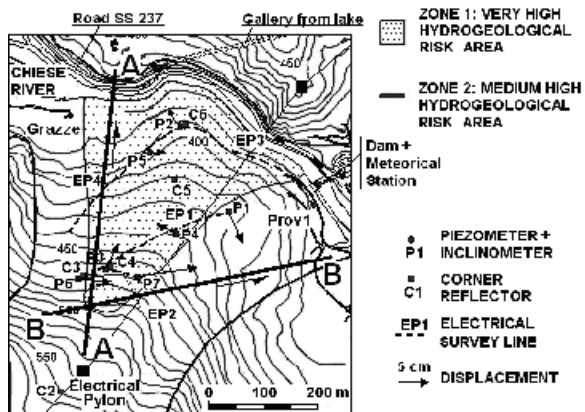 Road SS 237
Gallery from lake
CHIESE
RIVER
Grazze
A
450
C6
P2
400
EP3
P5
EP4
C5
EP1
P1
P4
Prov1
450
C4
C3
P6
P7
B
B
EP2
A
550
C2
Electrical
Pylon
0 100 200 m
Dam +
Meteorical
Station
ZONE 1: VERY HIGH
HYDROGEOLOGICAL
RISK AREA
ZONE 2: MEDIUM HIGH
HYDROGEOLOGICAL
RISK AREA
PIEZOMETER +
P1 INCLINOMETER
CORNER
C1 REFLECTOR
EP1 ELECTRICAL
SURVEY LINE
5 cm
DISPLACEMENT